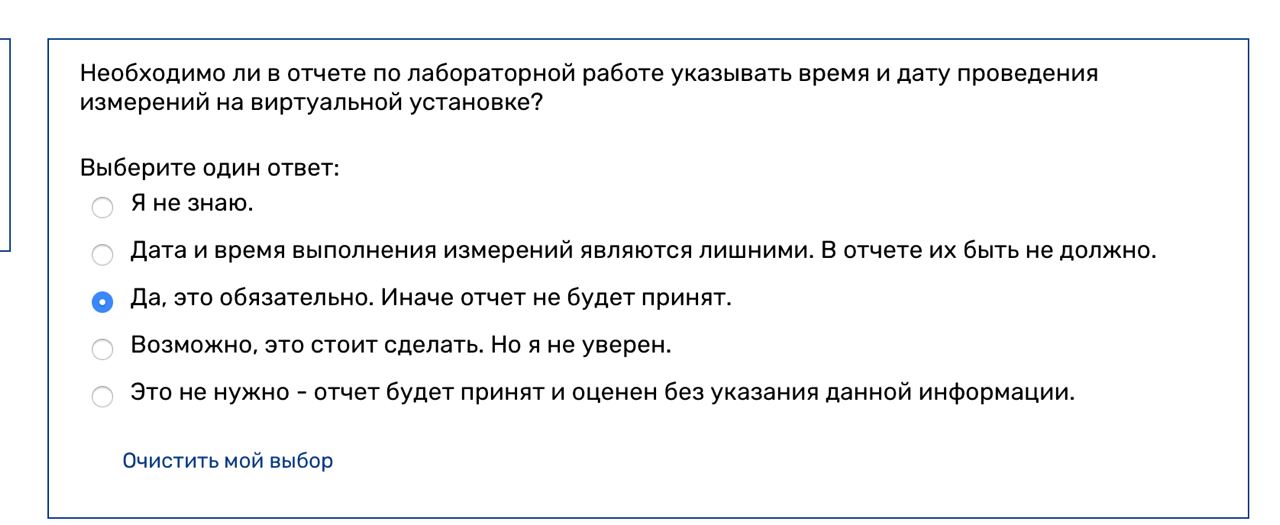 Необходимо ли в отчете по лабораторной работе указывать время и дату проведения
измерений на виртуальной установке?
Выберите один ответ:
Я не знаю.
Дата и время выполнения измерений являются лишними. В отчете их быть не должно.
Да, это обязательно. Иначе отчет не будет принят.
Возможно, это стоит сделать. Но я не уверен.
Это не нужно - отчет будет принят и оценен без указания данной информации.
Очистить мой выбор